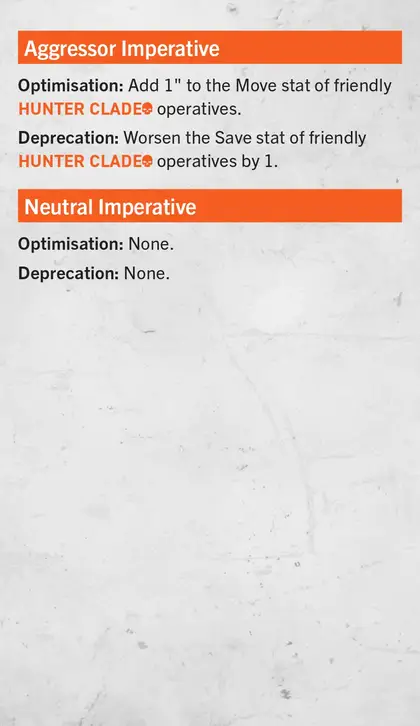 Aggressor Imperative
Optimisation: Add 1" to the Move stat of friendly
HUNTER CLADE operatives.
Deprecation: Worsen the Save stat of friendly
HUNTER CLADE operatives by 1.
Neutral Imperative
Optimisation: None.
Deprecation: None.